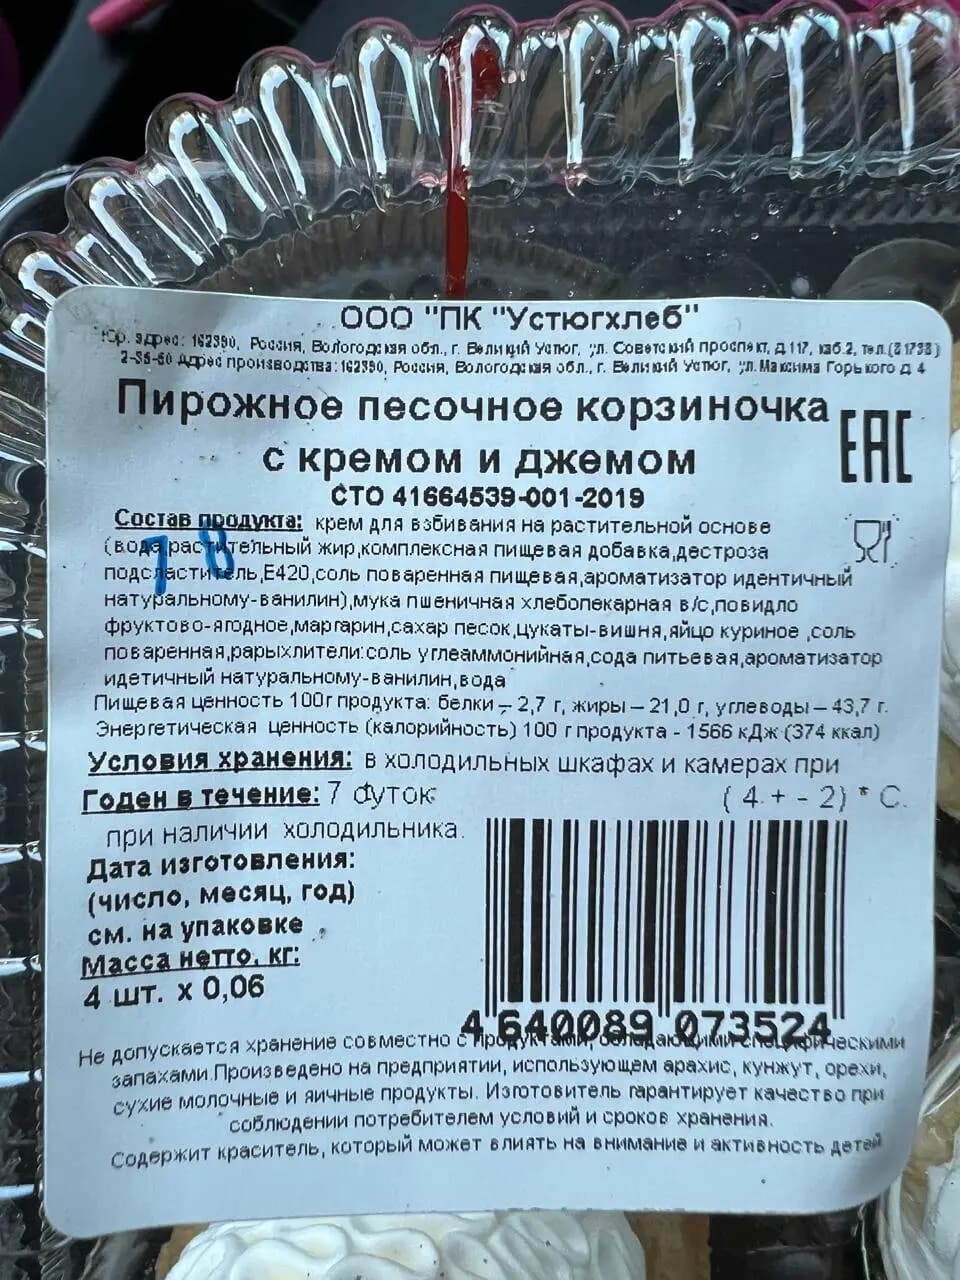 ООО "ПК "Устюгхлеб"
Юр. адрес: 162390, Россия, Вологодская обл., г. Великий Устюг, ул. Советский проспект, д 117, каб.2, тел.(81738)
2-35-60 Адрес производства: 162390, Россия, Вологодская обл., г. Великий Устюг, ул. Максима Горького д 4
Пирожное песочное корзиночка
с кремом и джемом
ЕАС
СТО 41664539-001-2019
Состав продукта: крем для взбивания на растительной основе
(вода,растительный жир,комплексная пищевая добавка,дестроза
подсластитель,Е420,соль поваренная пищевая,ароматизатор идентичный
натуральному-ванилин),мука пшеничная хлебопекарная в/с,повидло
фруктово-ягодное,маргарин,сахар песок,цукаты-вишня,яйцо куриное ,соль
поваренная,рарыхлители:соль углеаммонийная,сода питьевая,ароматизатор
идетичный натуральному-ванилин,вода
7 8
Пищевая ценность 100г продукта: белки – 2,7 г, жиры – 21,0 г, углеводы – 43,7 г.
Энергетическая ценность (калорийность) 100 г продукта - 1566 кДж (374 ккал)
Условия хранения: в холодильных шкафах и камерах при
( 4 + - 2) * С.
Годен в течение: 7 суток
при наличии холодильника.
Дата изготовления:
(число, месяц, год)
см. на упаковке
Масса нетто, кг:
4 шт. х 0,06
4 640089 073524
Не допускается хранение совместно с продуктами, обладающими специфическими
запахами.Произведено на предприятии, использующем арахис, кунжут, орехи,
сухие молочные и яичные продукты. Изготовитель гарантирует качество при
соблюдении потребителем условий и сроков хранения.
Содержит краситель, который может влиять на внимание и активность детей